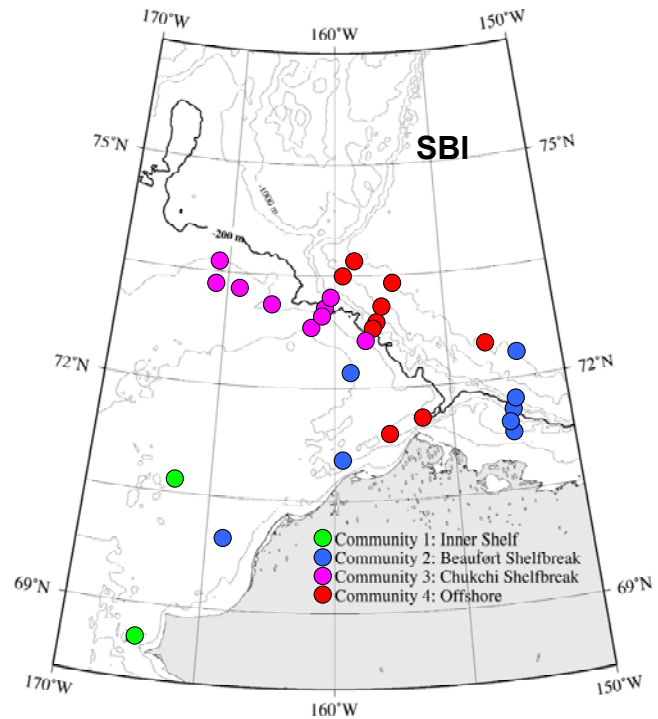 170°W
160°W
150°W
75°N
SBI
75°N
-1000 m
-200 m
72°N
72°N
Community 1: Inner Shelf
Community 2: Beaufort Shelfbreak
Community 3: Chukchi Shelfbreak
Community 4: Offshore
69°N
69°N
170°W
160°W
150°W